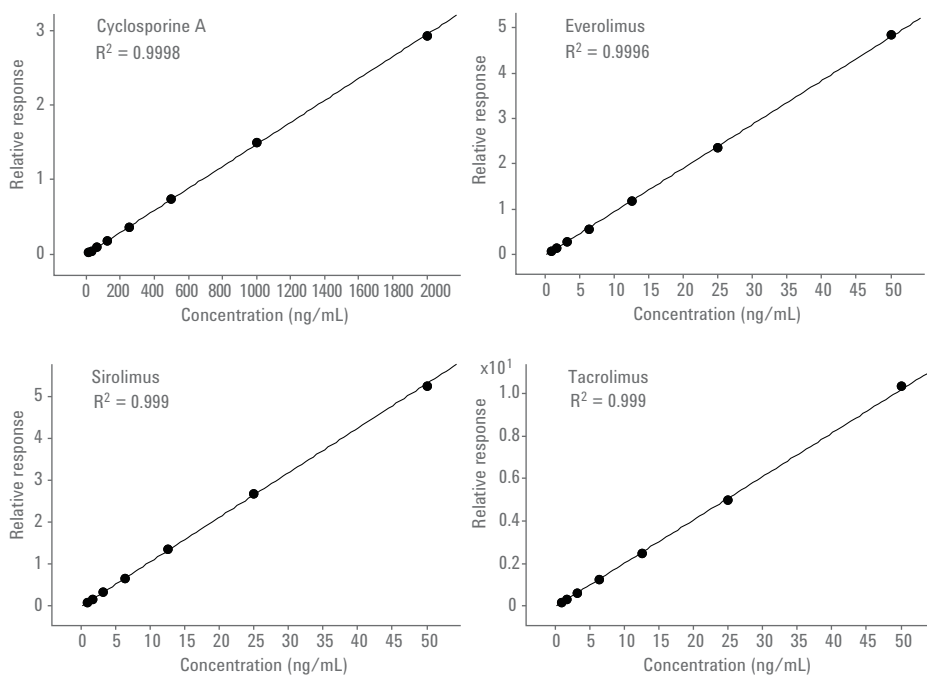 Cyclosporine A
R² = 0.9998
Relative response
3
2
1
0
0 200 400 600 800 1000 1200 1400 1600 1800 2000
Concentration (ng/mL)
Everolimus
R² = 0.9996
Relative response
5
4
3
2
1
0
0 5 10 15 20 25 30 35 40 45 50
Concentration (ng/mL)
Sirolimus
R² = 0.999
Relative response
5
4
3
2
1
0
0 5 10 15 20 25 30 35 40 45 50
Concentration (ng/mL)
x10¹
Tacrolimus
R² = 0.999
Relative response
1.0
0.8
0.6
0.4
0.2
0
0 5 10 15 20 25 30 35 40 45 50
Concentration (ng/mL)